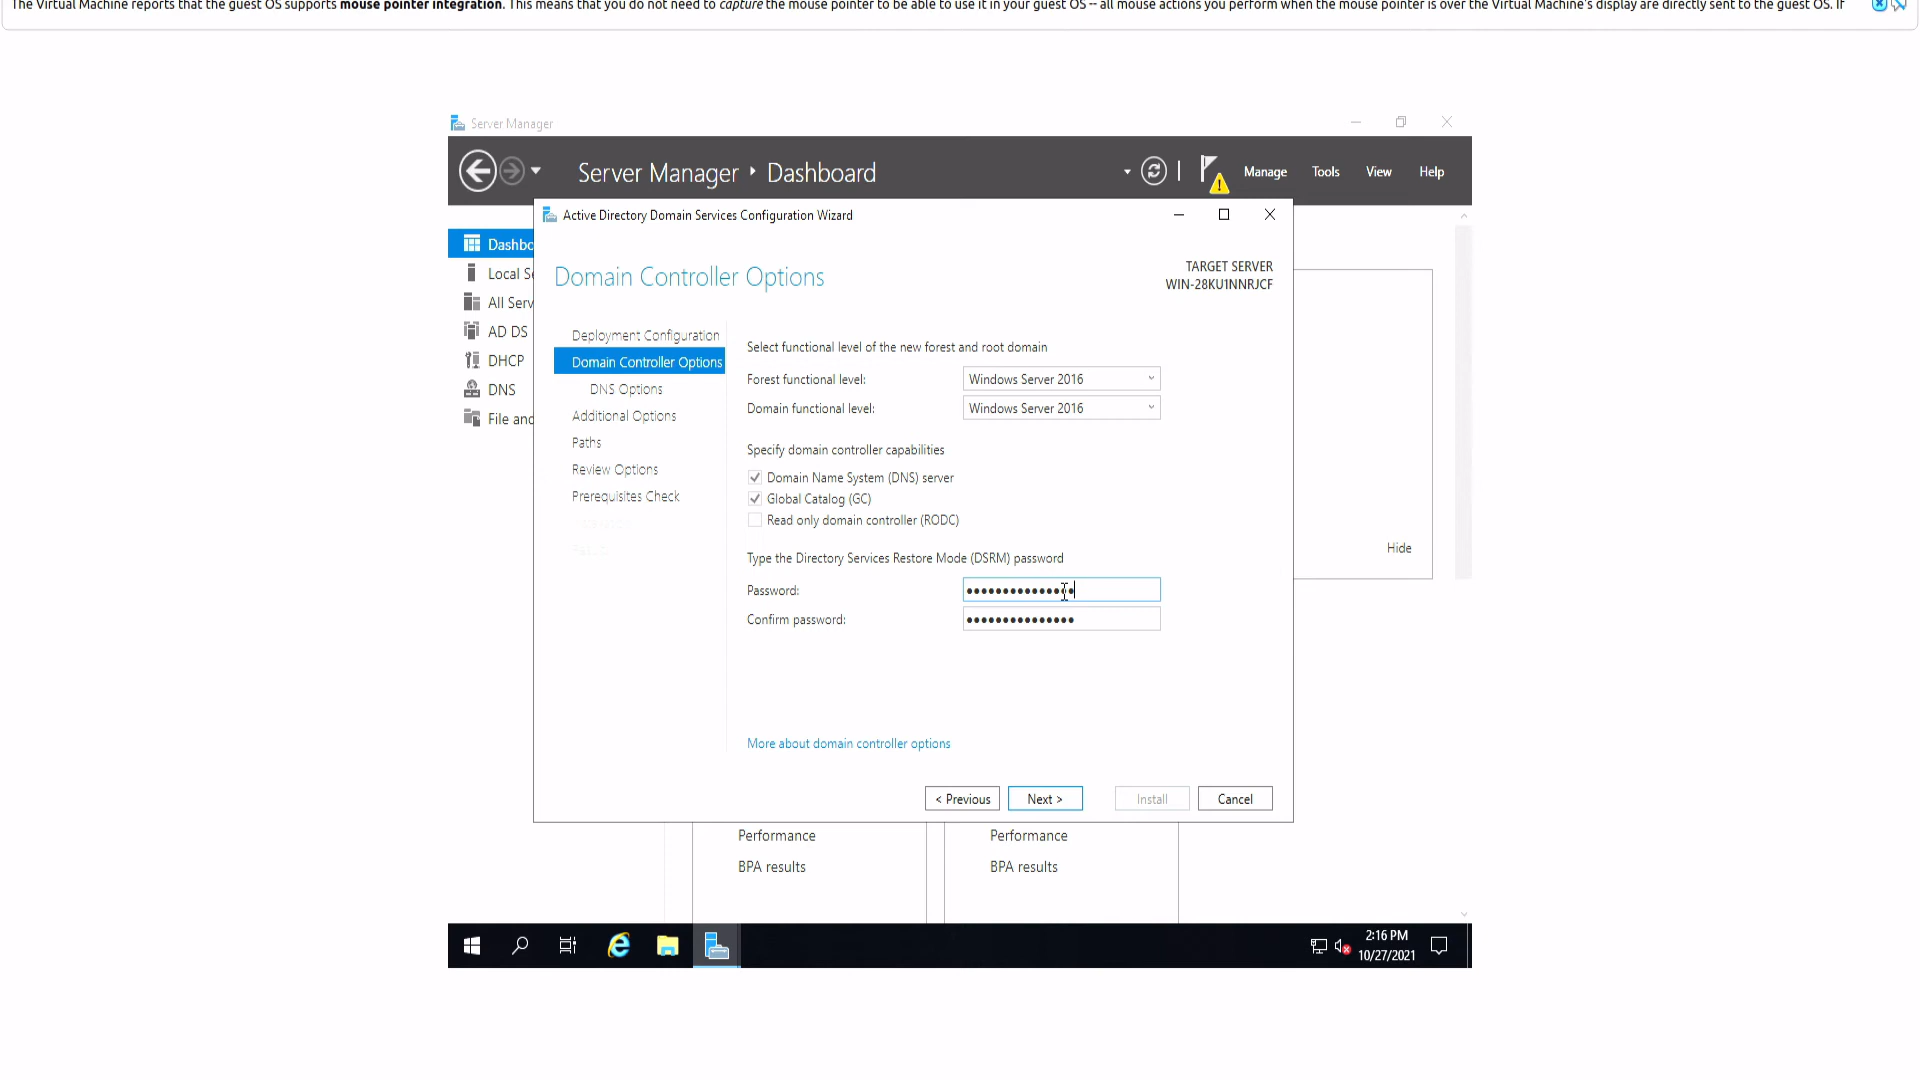 The Virtual Machine reports that the guest OS supports mouse pointer integration. This means that you do not need to capture the mouse pointer to be able to use it in your guest OS -- all mouse actions you perform when the mouse pointer is over the Virtual Machine's display are directly sent to the guest OS. If
Server Manager
Server Manager ‣ Dashboard
Manage Tools View Help
Active Directory Domain Services Configuration Wizard
Dashbo
Local Se
All Serv
AD DS
DHCP
DNS
File and
Domain Controller Options
TARGET SERVER
WIN-28KU1NNRJCF
Deployment Configuration
Domain Controller Options
DNS Options
Additional Options
Paths
Review Options
Prerequisites Check
Select functional level of the new forest and root domain
Forest functional level: Windows Server 2016
Domain functional level: Windows Server 2016
Specify domain controller capabilities
Domain Name System (DNS) server
Global Catalog (GC)
Read only domain controller (RODC)
Type the Directory Services Restore Mode (DSRM) password
Password: •••••••••••••••
Confirm password: •••••••••••••••
More about domain controller options
Hide
< Previous Next > Install Cancel
Performance Performance
BPA results BPA results
2:16 PM
10/27/2021